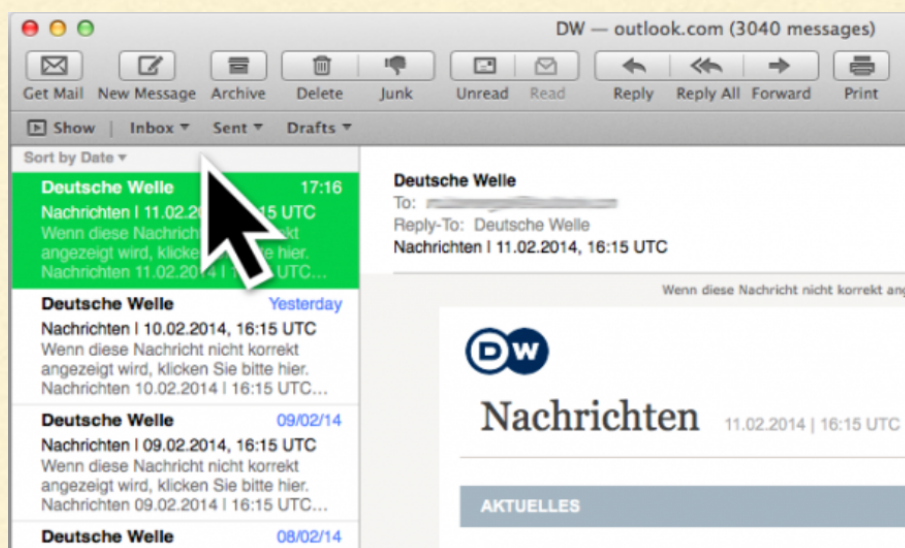 DW — outlook.com (3040 messages)
Get Mail New Message Archive Delete Junk Unread Read Reply Reply All Forward Print
Show Inbox Sent Drafts
Sort by Date
Deutsche Welle 17:16
Nachrichten | 11.02.20 15 UTC
Wenn diese Nachricht kt
angezeigt wird, klicke te hier.
Nachrichten 11.02.2014 | UTC...
Deutsche Welle Yesterday
Nachrichten | 10.02.2014, 16:15 UTC
Wenn diese Nachricht nicht korrekt
angezeigt wird, klicken Sie bitte hier.
Nachrichten 10.02.2014 | 16:15 UTC...
Deutsche Welle 09/02/14
Nachrichten | 09.02.2014, 16:15 UTC
Wenn diese Nachricht nicht korrekt
angezeigt wird, klicken Sie bitte hier.
Nachrichten 09.02.2014 | 16:15 UTC...
Deutsche Welle 08/02/14
Deutsche Welle
To:
Reply-To: Deutsche Welle
Nachrichten | 11.02.2014, 16:15 UTC
Wenn diese Nachricht nicht korrekt ang
DW
Nachrichten 11.02.2014 | 16:15 UTC
AKTUELLES